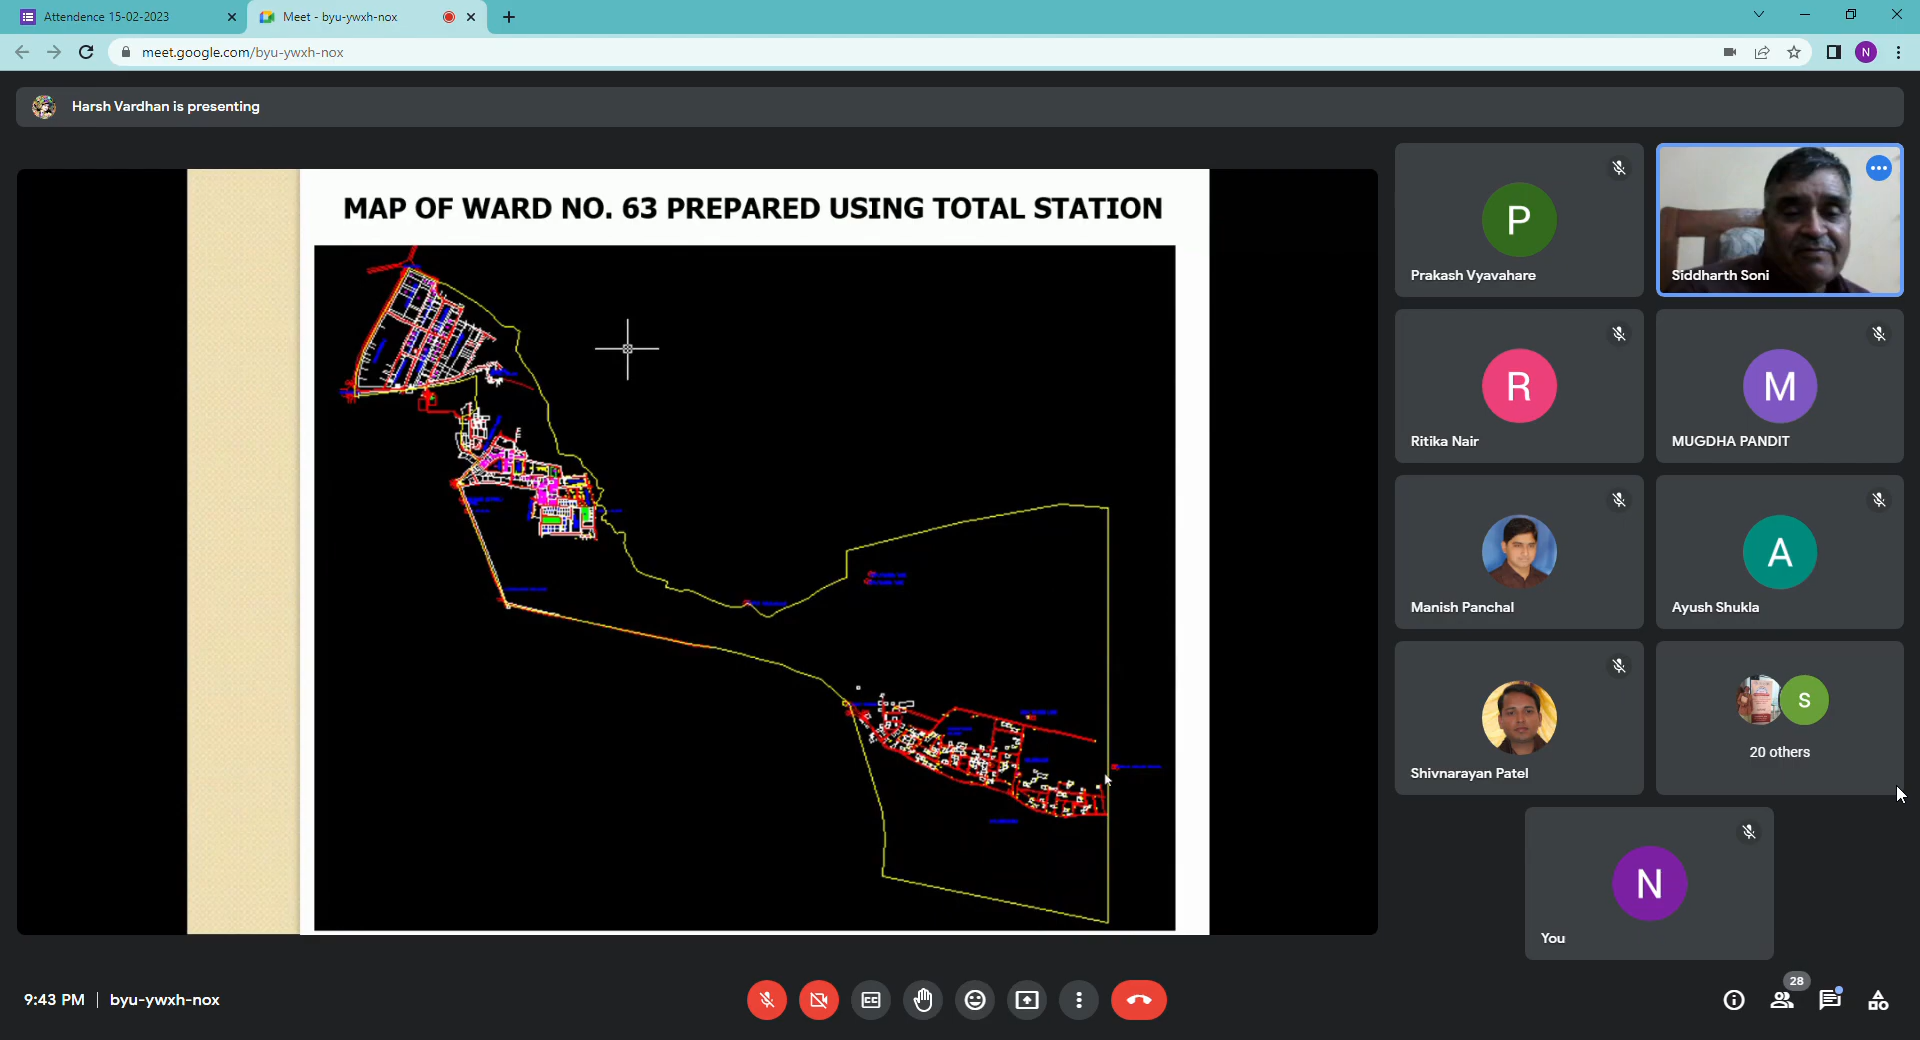 Attendence 15-02-2023
Meet - byu-ywxh-nox
meet.google.com/byu-ywxh-nox
N
Harsh Vardhan is presenting
MAP OF WARD NO. 63 PREPARED USING TOTAL STATION
P
Prakash Vyavahare
Siddharth Soni
R
Ritika Nair
M
MUGDHA PANDIT
Manish Panchal
A
Ayush Shukla
Shivnarayan Patel
S
20 others
N
You
9:43 PM | byu-ywxh-nox
CC
28